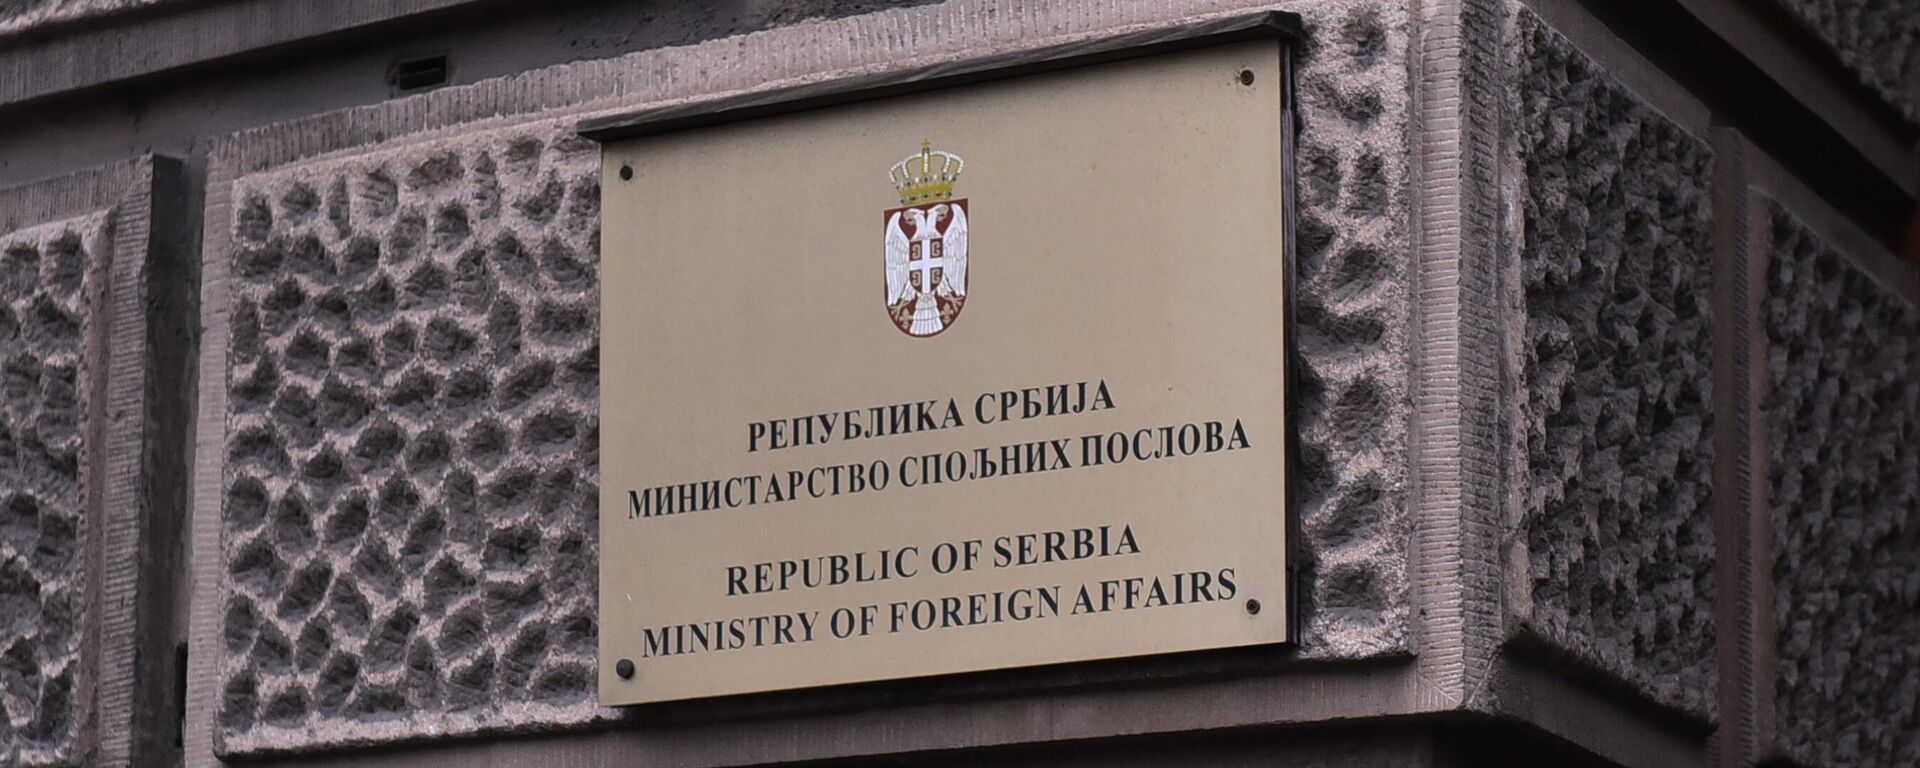 РЕПУБЛИКА СРБИЈА
МИНИСТАРСТВО СПОЉНИХ ПОСЛОВА
REPUBLIC OF SERBIA
MINISTRY OF FOREIGN AFFAIRS